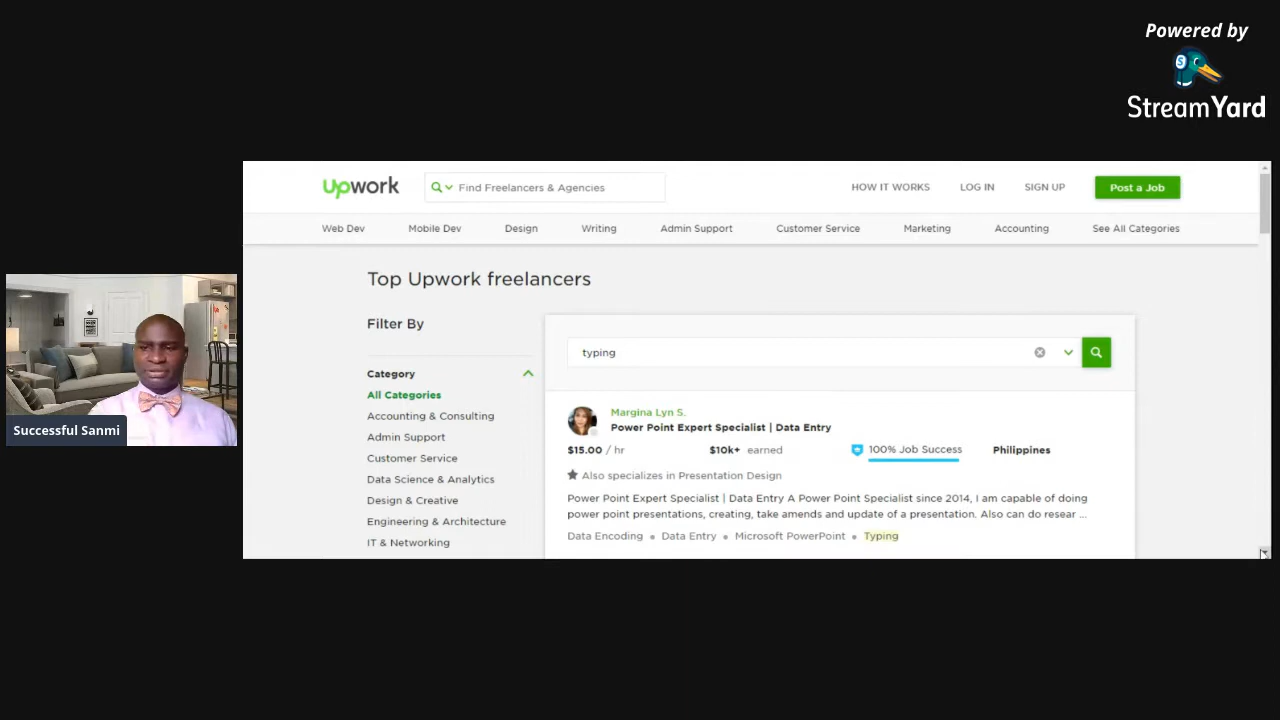 Powered by
StreamYard
Upwork
Find Freelancers & Agencies
HOW IT WORKS
LOG IN
SIGN UP
Post a Job
Web Dev
Mobile Dev
Design
Writing
Admin Support
Customer Service
Marketing
Accounting
See All Categories
Top Upwork freelancers
Filter By
Category
All Categories
Accounting & Consulting
Admin Support
Customer Service
Data Science & Analytics
Design & Creative
Engineering & Architecture
IT & Networking
typing
Margina Lyn S.
Power Point Expert Specialist | Data Entry
$15.00 / hr
$10k+ earned
100% Job Success
Philippines
Also specializes in Presentation Design
Power Point Expert Specialist | Data Entry A Power Point Specialist since 2014, I am capable of doing
power point presentations, creating, take amends and update of a presentation. Also can do resear ...
Data Encoding • Data Entry • Microsoft PowerPoint • Typing
Successful Sanmi